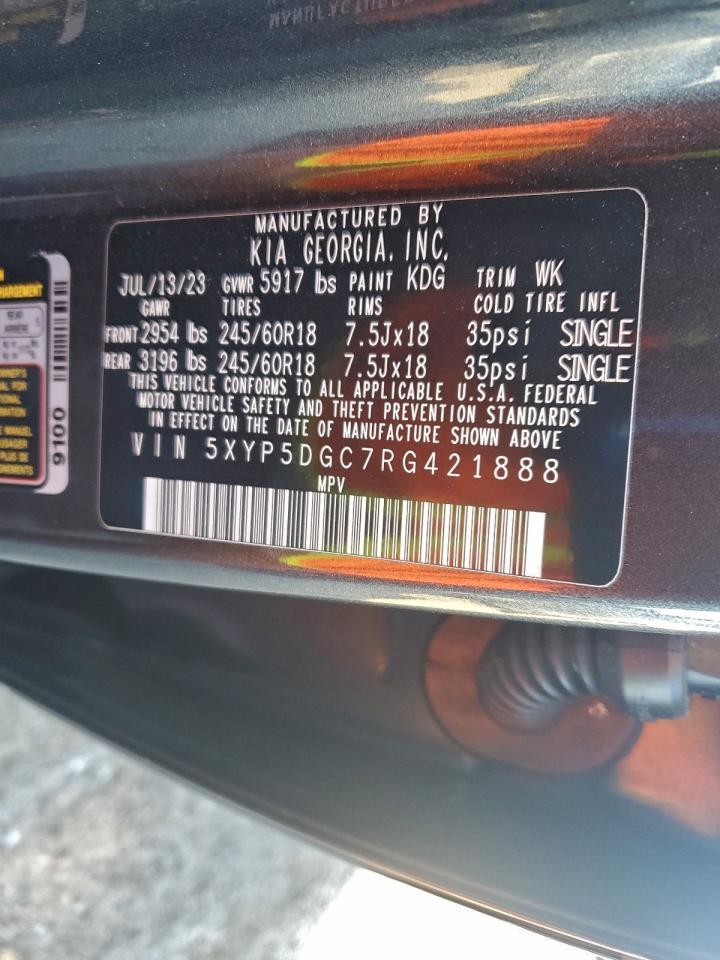 MANUFACTURED BY
KIA GEORGIA, INC.
JUL/13/23 GVWR 5917 lbs PAINT KDG TRIM WK
GAWR TIRES RIMS COLD TIRE INFL
FRONT 2954 lbs 245/60R18 7.5Jx18 35psi SINGLE
REAR 3196 lbs 245/60R18 7.5Jx18 35psi SINGLE
THIS VEHICLE CONFORMS TO ALL APPLICABLE U.S.A. FEDERAL
MOTOR VEHICLE SAFETY AND THEFT PREVENTION STANDARDS
IN EFFECT ON THE DATE OF MANUFACTURE SHOWN ABOVE
VIN 5XYP5DGC7RG421888
MPV
9100
MANUFACTURED